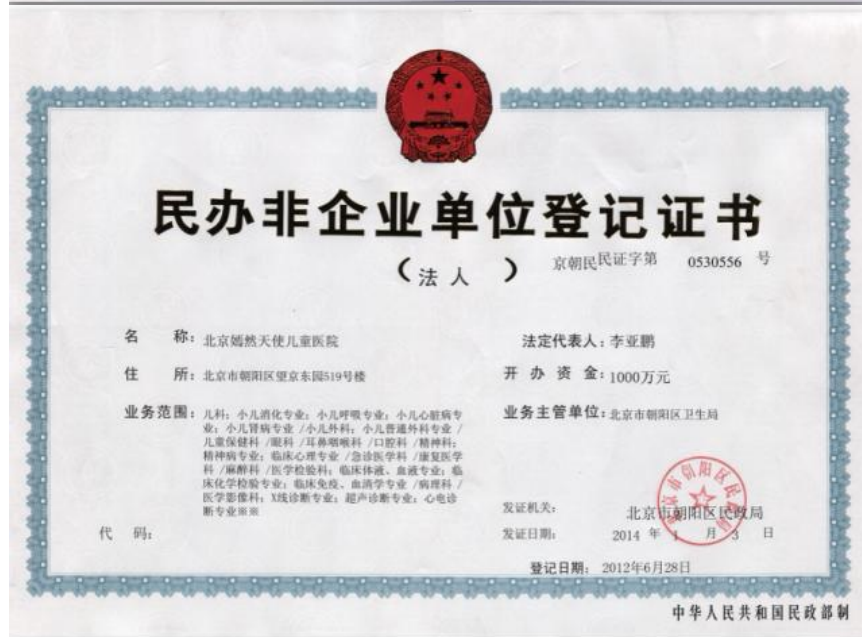 民办非企业单位登记证书
（法人）
京朝民民证字第 0530556 号
名 称：北京嫣然天使儿童医院
法定代表人：李亚鹏
住 所：北京市朝阳区望京东园519号楼
开办资金：1000万元
业务范围：儿科；小儿消化专业；小儿呼吸专业；小儿心脏病专
业主管单位：北京市朝阳区卫生局
业；小儿肾病专业 /小儿外科；小儿普通外科专业 /
儿童保健科 /眼科 /耳鼻咽喉科 /口腔科 /精神科；
精神病专业；临床心理专业 /急诊医学科 /康复医学
科 /麻醉科 /医学检验科；临床体液、血液专业；临
床化学检验专业；临床免疫、血清学专业 /病理科 /
医学影像科；X线诊断专业；超声诊断专业；心电诊
断专业※※
代 码：
发证机关：北京市朝阳区民政局
发证日期：2014 年 1 月 3 日
登记日期：2012年6月28日
北京市朝阳区民政局
中华人民共和国民政部制